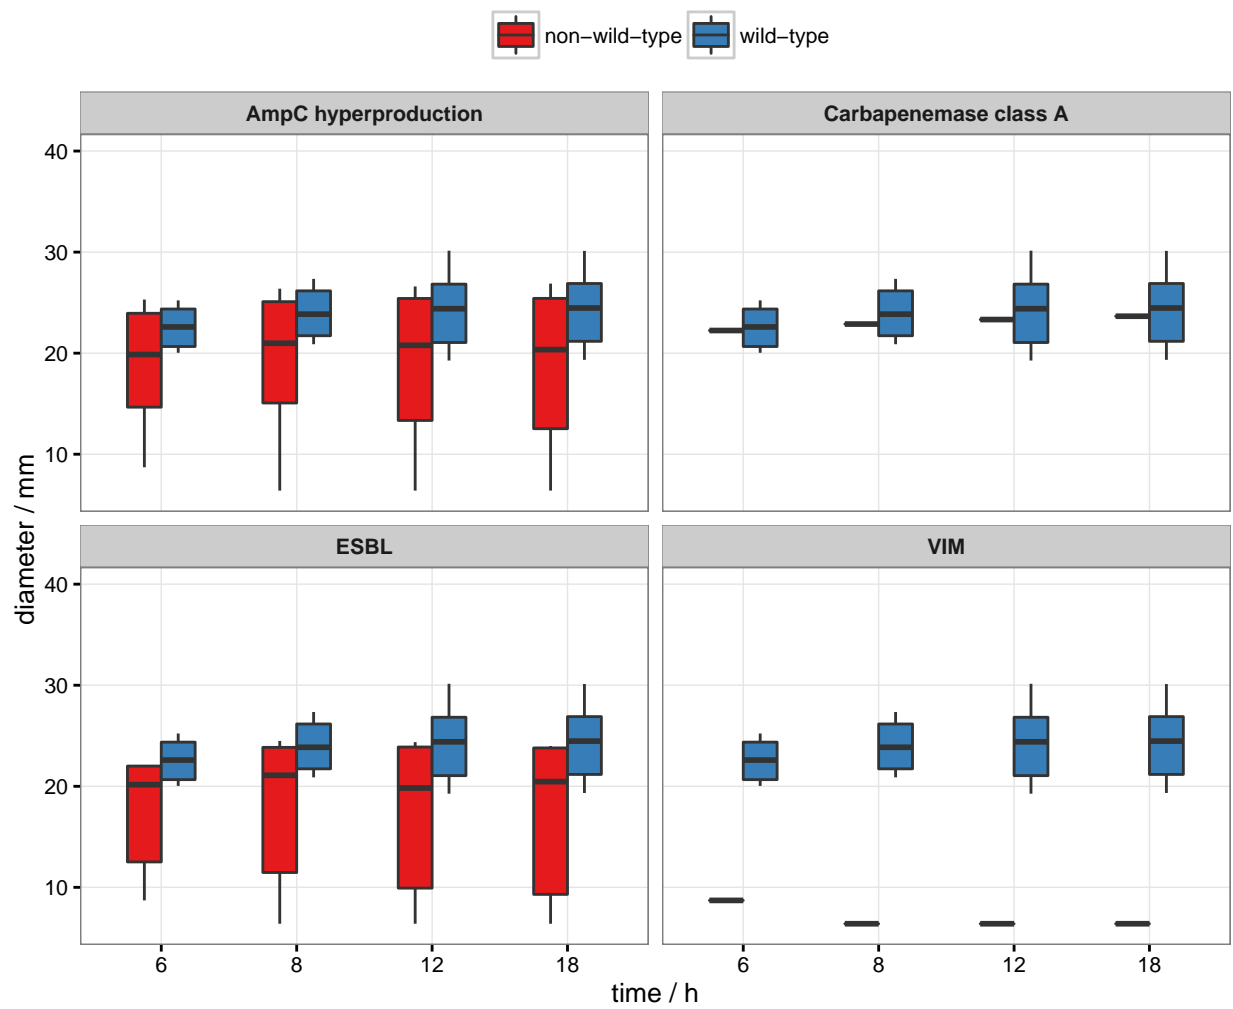 non−wild−type wild−type
AmpC hyperproduction Carbapenemase class A
40
30
20
10
ESBL VIM
40
30
20
10
diameter / mm
6 8 12 18 6 8 12 18
time / h